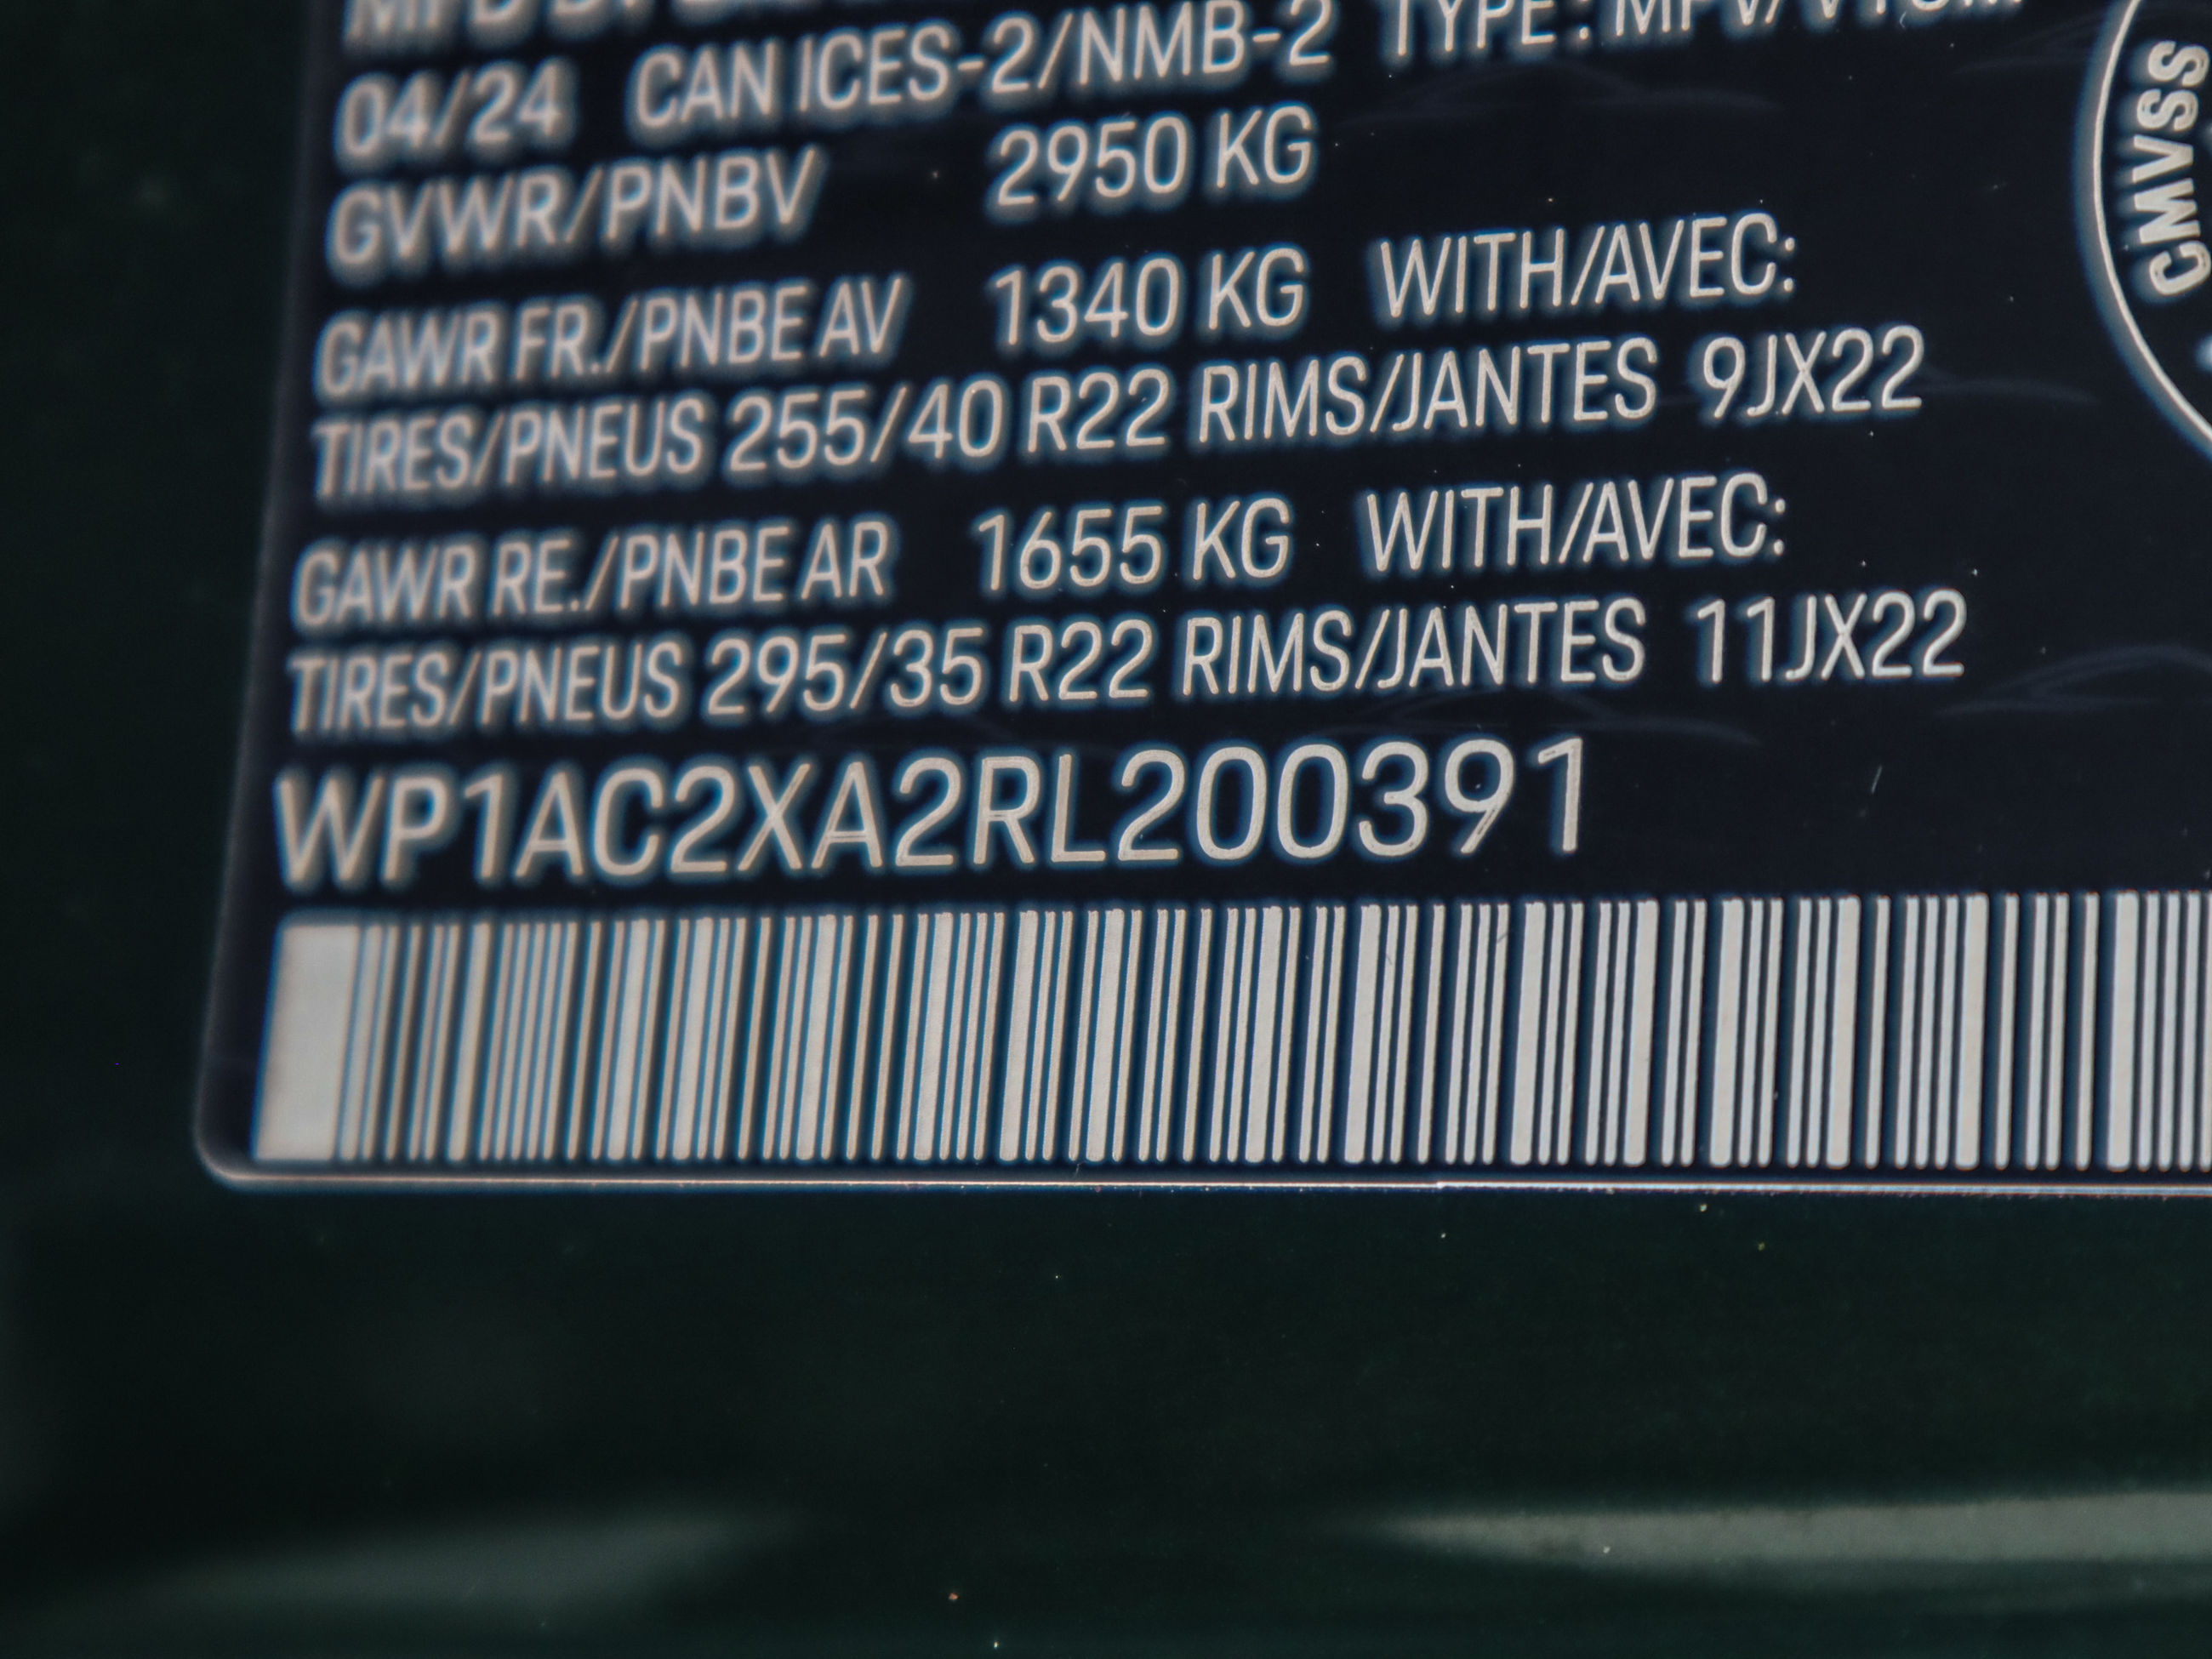 04/24 CAN ICES-2/NMB-2 TYPE: MPV/
GVWR/PNBV 2950 KG
GAWR FR./PNBE AV 1340 KG WITH/AVEC:
TIRES/PNEUS 255/40 R22 RIMS/JANTES 9JX22
GAWR RE./PNBE AR 1655 KG WITH/AVEC:
TIRES/PNEUS 295/35 R22 RIMS/JANTES 11JX22
WP1AC2XA2RL200391
CMVSS